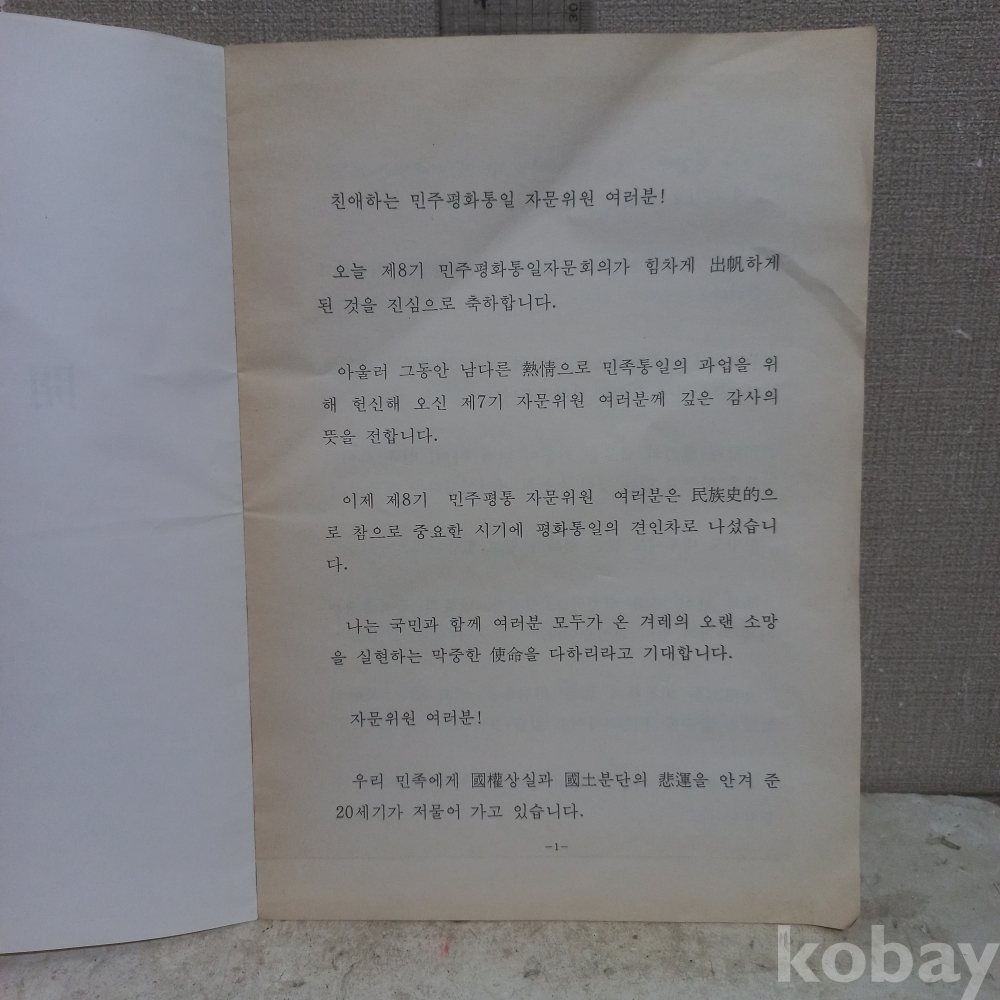 30
친애하는 민주평화통일 자문위원 여러분!
오늘 제8기 민주평화통일자문회의가 힘차게 出帆하게
된 것을 진심으로 축하합니다.
아울러 그동안 남다른 熱情으로 민족통일의 과업을 위
해 헌신해 오신 제7기 자문위원 여러분께 깊은 감사의
뜻을 전합니다.
이제 제8기 민주평통 자문위원 여러분은 民族史的으
로 참으로 중요한 시기에 평화통일의 견인차로 나섰습니
다.
나는 국민과 함께 여러분 모두가 온 겨레의 오랜 소망
을 실현하는 막중한 使命을 다하리라고 기대합니다.
자문위원 여러분!
우리 민족에게 國權상실과 國土분단의 悲運을 안겨 준
20세기가 저물어 가고 있습니다.
-1-
kobay